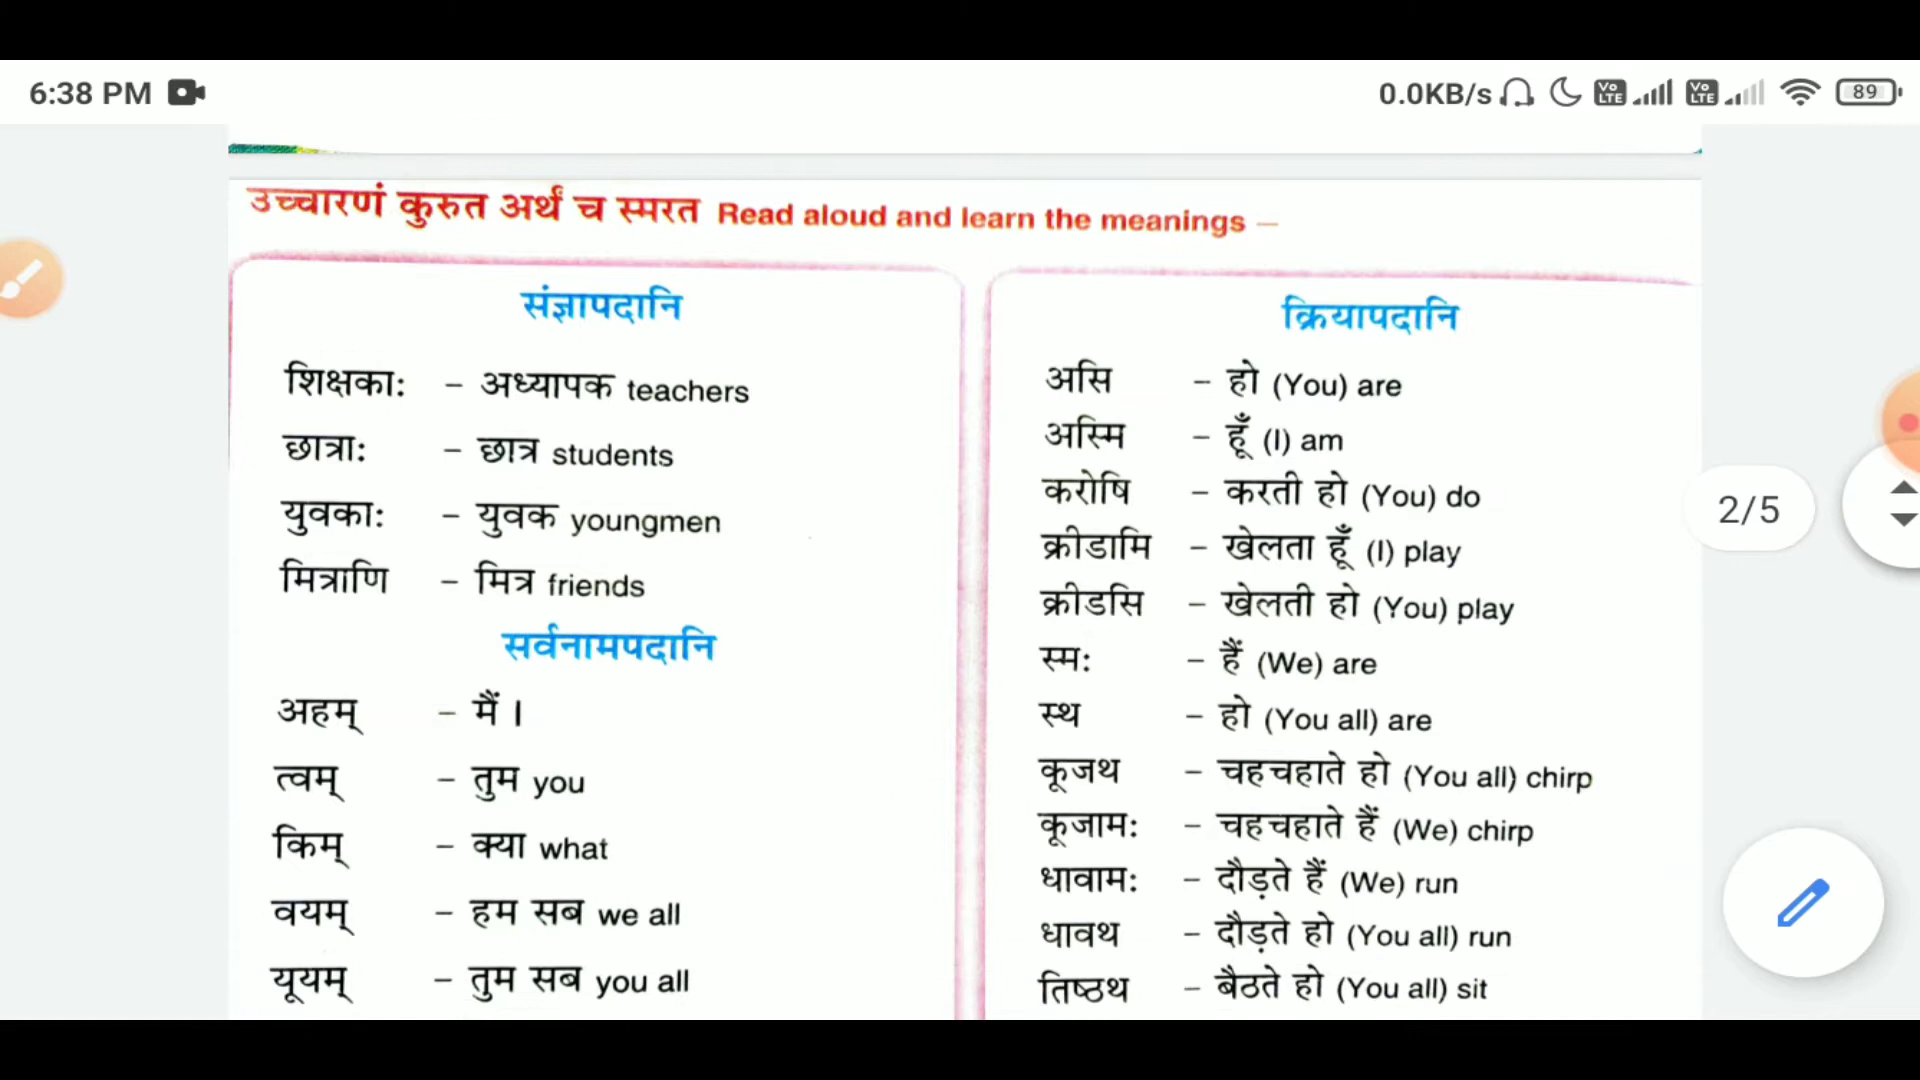 6:38 PM
0.0KB/s
89
उच्चारणं कुरुत अर्थं च स्मरत Read aloud and learn the meanings –
संज्ञापदानि
शिक्षकाः – अध्यापक teachers
छात्राः – छात्र students
युवकाः – युवक youngmen
मित्राणि – मित्र friends
सर्वनामपदानि
अहम् – मैं ।
त्वम् – तुम you
किम् – क्या what
वयम् – हम सब we all
यूयम् – तुम सब you all
क्रियापदानि
असि – हो (You) are
अस्मि – हूँ (I) am
करोषि – करती हो (You) do
क्रीडामि – खेलता हूँ (I) play
क्रीडसि – खेलती हो (You) play
स्मः – हैं (We) are
स्थ – हो (You all) are
कूजथ – चहचहाते हो (You all) chirp
कूजामः – चहचहाते हैं (We) chirp
धावामः – दौड़ते हैं (We) run
धावथ – दौड़ते हो (You all) run
तिष्ठथ – बैठते हो (You all) sit
2/5